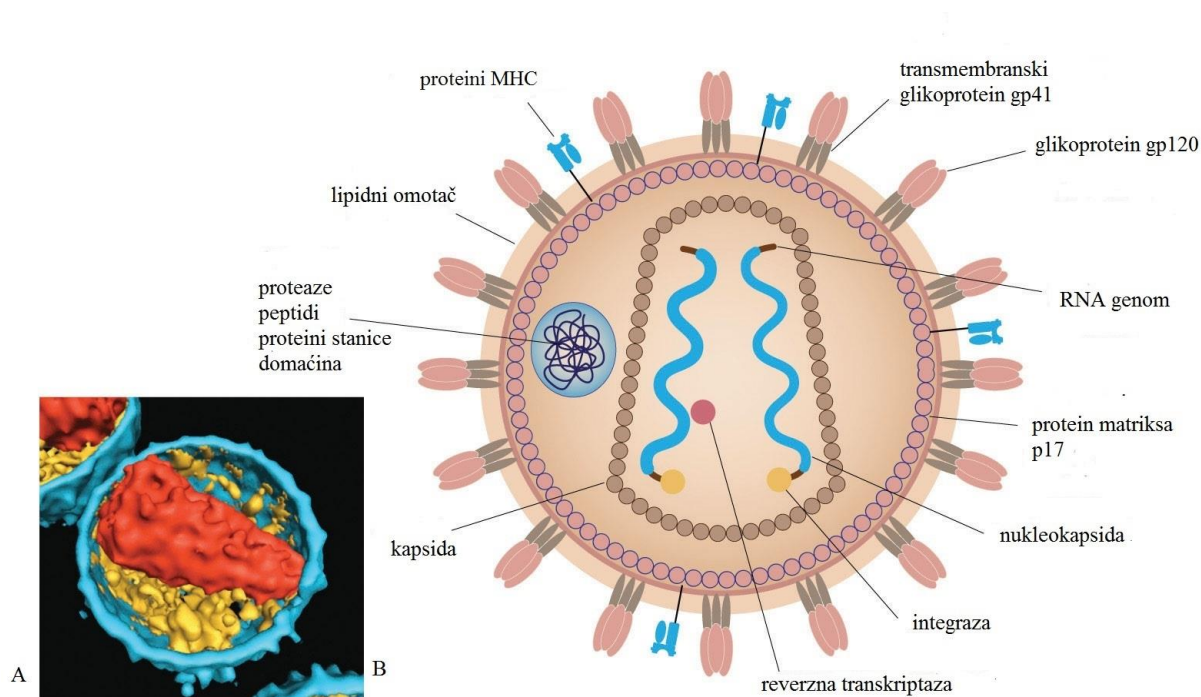 proteini MHC
transmembranski
glikoprotein gp41
glikoprotein gp120
lipidni omotač
proteaze
peptidi
proteini stanice
domaćina
RNA genom
protein matriksa
p17
kapsida
nukleokapsida
integraza
reverzna transkriptaza
A
B